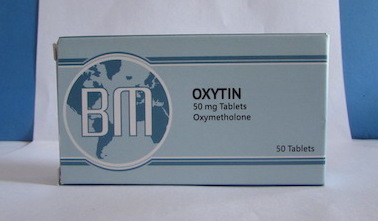 BM
OXYTIN
50 mg Tablets
Oxymetholone
50 Tablets